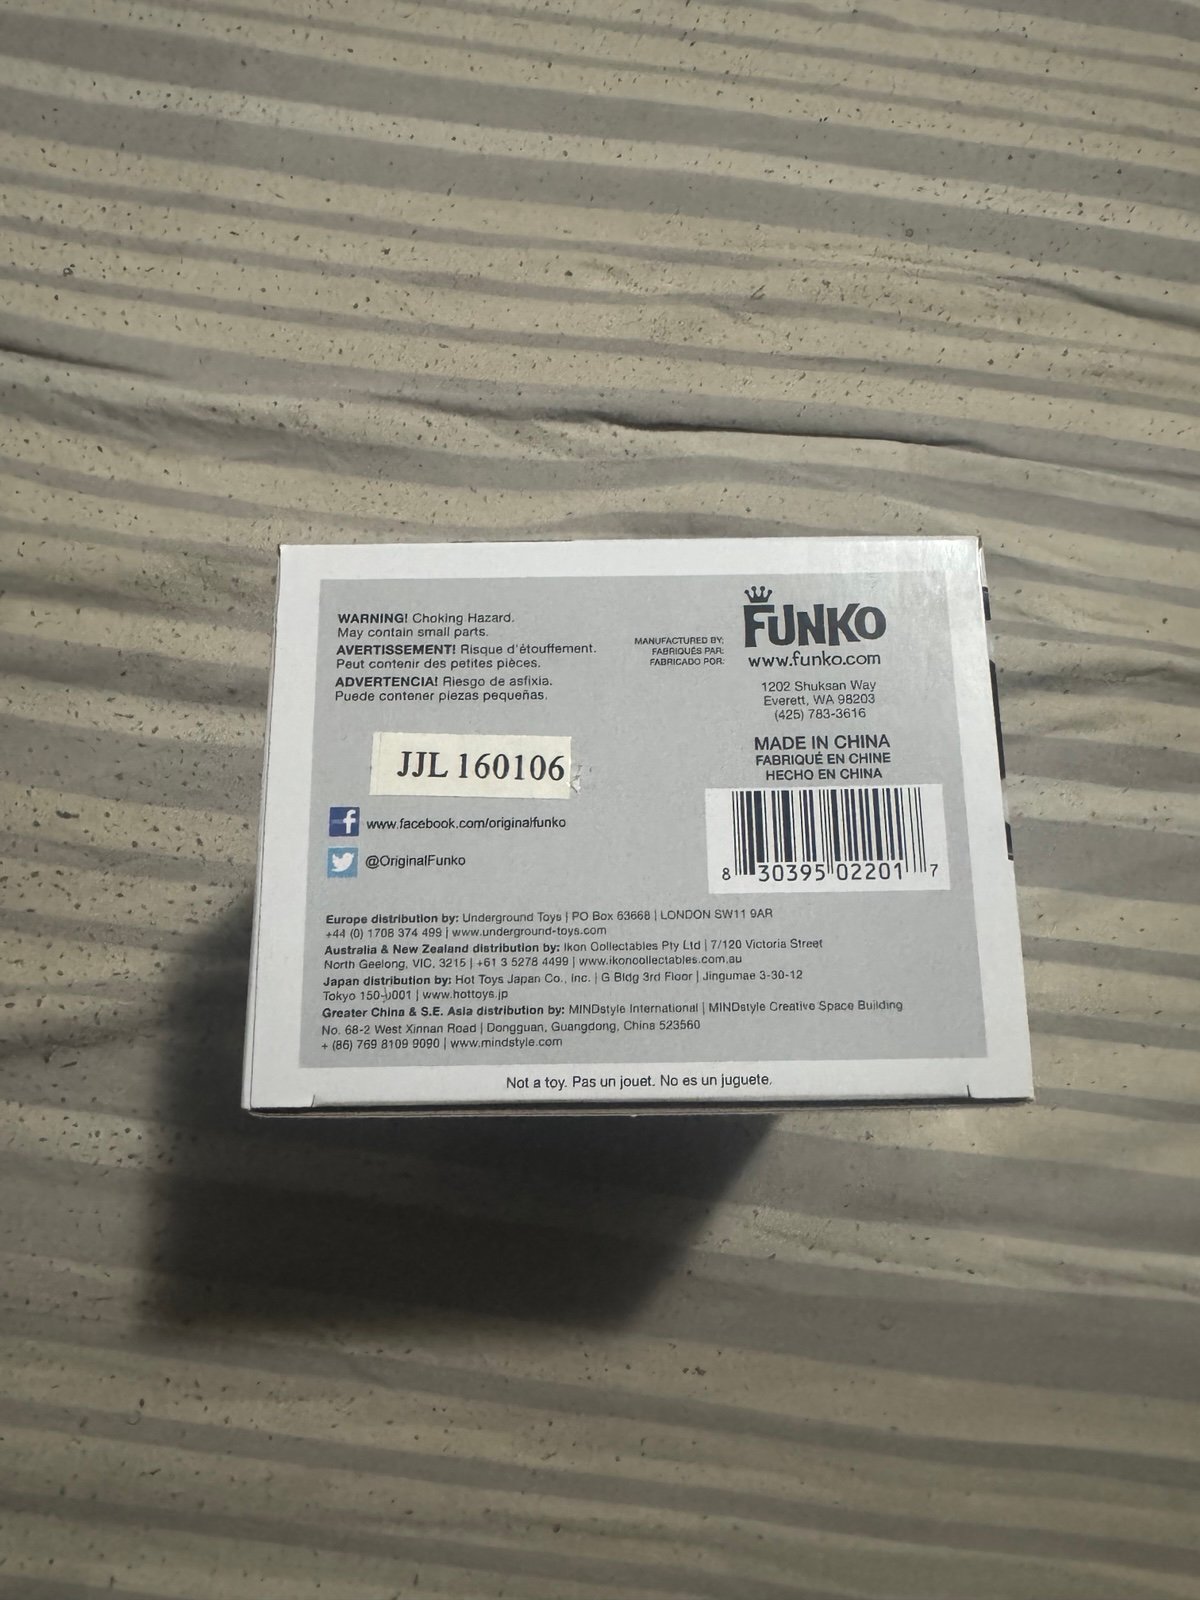 WARNING! Choking Hazard.
May contain small parts.
AVERTISSEMENT! Risque d'étouffement.
Peut contenir des petites pièces.
ADVERTENCIA! Riesgo de asfixia.
Puede contener piezas pequeñas.
MANUFACTURED BY:
FABRIQUÉS PAR:
FABRICADO POR:
FUNKO
www.funko.com
1202 Shuksan Way
Everett, WA 98203
(425) 783-3616
MADE IN CHINA
FABRIQUÉ EN CHINE
HECHO EN CHINA
JJL 160106
www.facebook.com/originalfunko
@OriginalFunko
8 30395 02201 7
Europe distribution by: Underground Toys | PO Box 63668 | LONDON SW11 9AR
+44 (0) 1708 374 499 | www.underground-toys.com
Australia & New Zealand distribution by: Ikon Collectables Pty Ltd | 7/120 Victoria Street
North Geelong, VIC, 3215 | +61 3 5278 4499 | www.ikoncollectables.com.au
Japan distribution by: Hot Toys Japan Co., Inc. | G Bldg 3rd Floor | Jingumae 3-30-12
Tokyo 150-0001 | www.hottoys.jp
Greater China & S.E. Asia distribution by: MINDstyle International | MINDstyle Creative Space Building
No. 68-2 West Xinnan Road | Dongguan, Guangdong, China 523560
+ (86) 769 8109 9090 | www.mindstyle.com
Not a toy. Pas un jouet. No es un juguete.